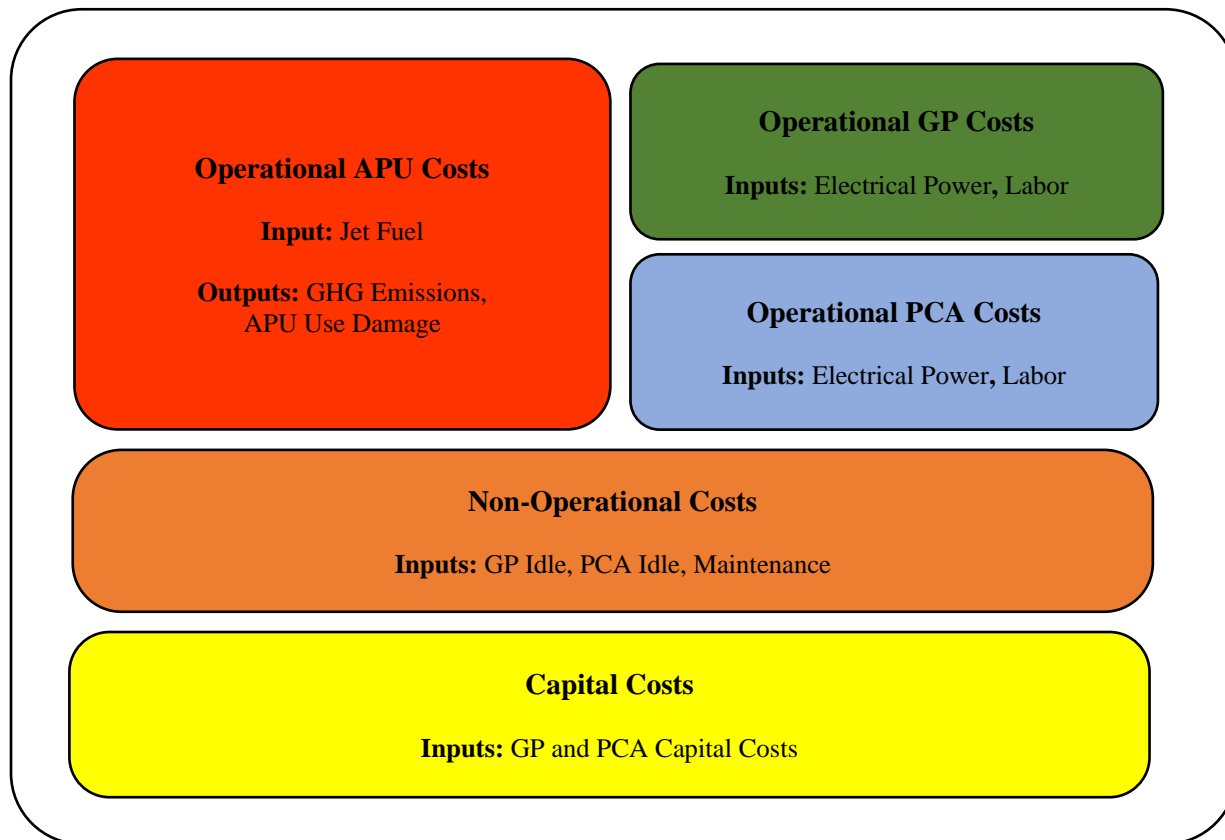 Operational APU Costs
Input: Jet Fuel
Outputs: GHG Emissions,
APU Use Damage
Operational GP Costs
Inputs: Electrical Power, Labor
Operational PCA Costs
Inputs: Electrical Power, Labor
Non-Operational Costs
Inputs: GP Idle, PCA Idle, Maintenance
Capital Costs
Inputs: GP and PCA Capital Costs